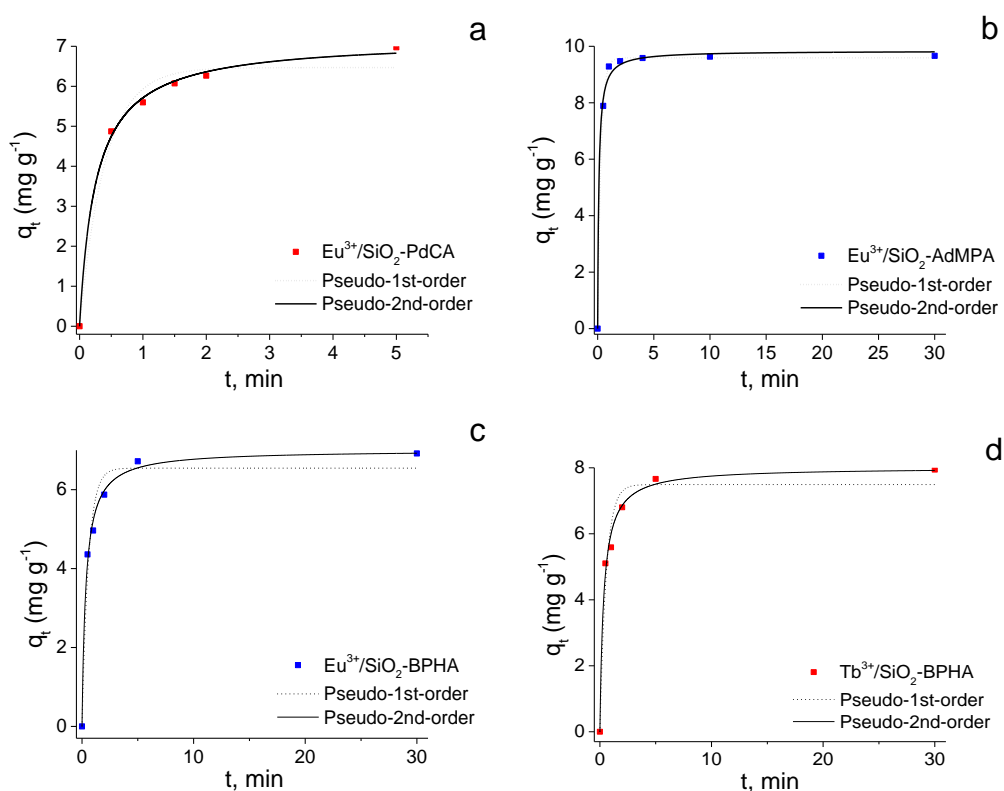 a
7
6
5
4
3
2
1
0
q_t (mg g^-1)
Eu^3+/SiO_2-PdCA
Pseudo-1st-order
Pseudo-2nd-order
0 1 2 3 4 5
t, min
b
10
8
6
4
2
0
q_t (mg g^-1)
Eu^3+/SiO_2-AdMPA
Pseudo-1st-order
Pseudo-2nd-order
0 5 10 15 20 25 30
t, min
c
6
4
2
0
q_t (mg g^-1)
Eu^3+/SiO_2-BPHA
Pseudo-1st-order
Pseudo-2nd-order
0 10 20 30
t, min
d
8
6
4
2
0
q_t (mg g^-1)
Tb^3+/SiO_2-BPHA
Pseudo-1st-order
Pseudo-2nd-order
0 10 20 30
t, min